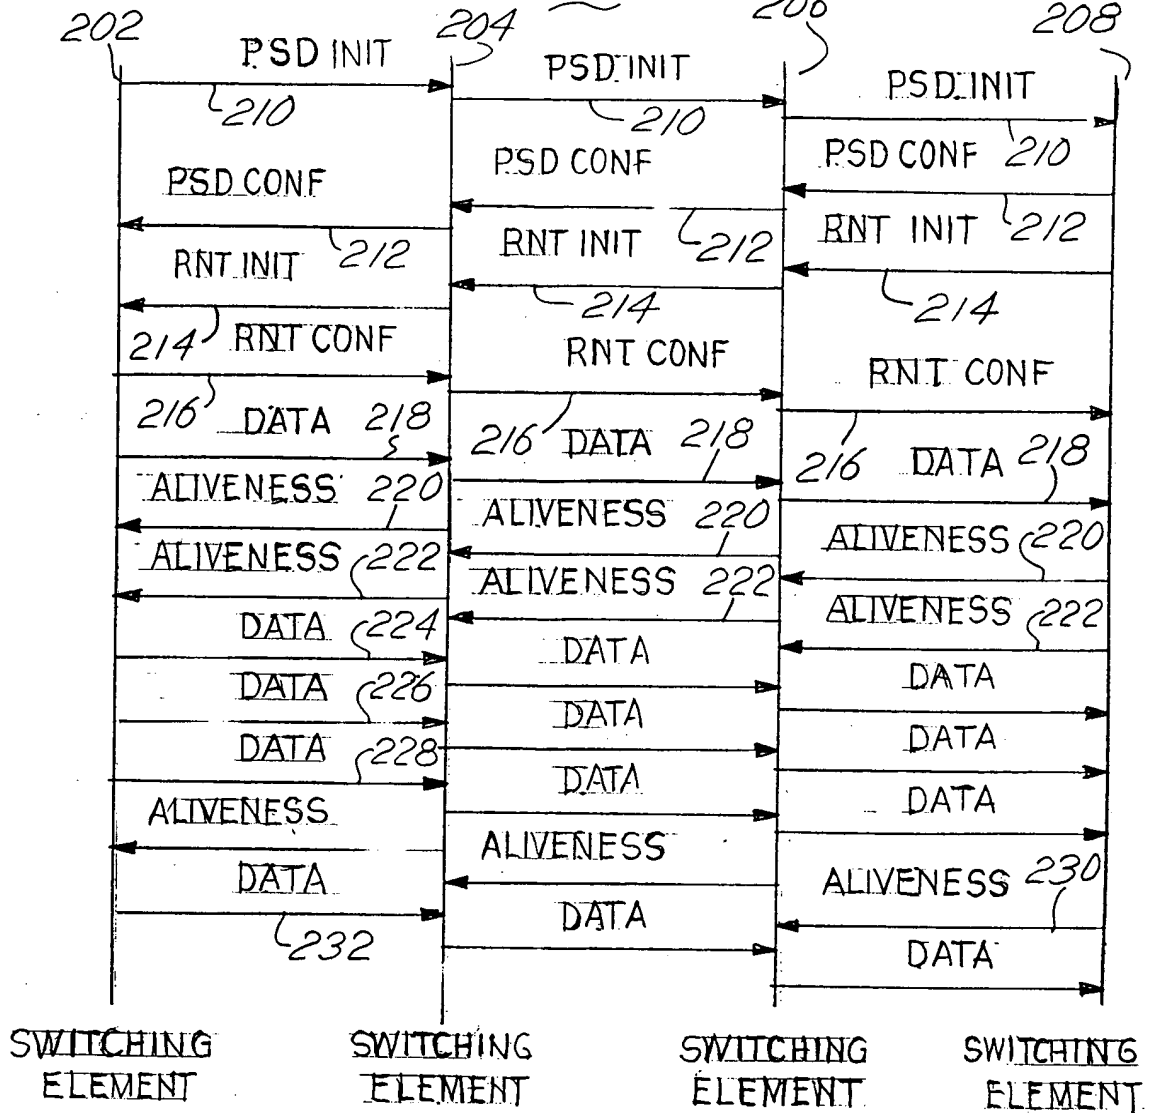 202
204
206
208
PSD INIT
PSD INIT
PSD INIT
210
210
210
PSD CONF
PSD CONF
PSD CONF
212
212
212
RNT INIT
RNT INIT
RNT INIT
214
214
214
RNT CONF
RNT CONF
RNT CONF
216
216
216
DATA 218
DATA 218
DATA 218
ALIVENESS 220
ALIVENESS 220
ALIVENESS 220
ALIVENESS 222
ALIVENESS 222
ALIVENESS 222
DATA 224
DATA
DATA
DATA 226
DATA
DATA
DATA 228
DATA
DATA
ALIVENESS
ALIVENESS
ALIVENESS 230
DATA
DATA
DATA
232
SWITCHING
ELEMENT
SWITCHING
ELEMENT
SWITCHING
ELEMENT
SWITCHING
ELEMENT